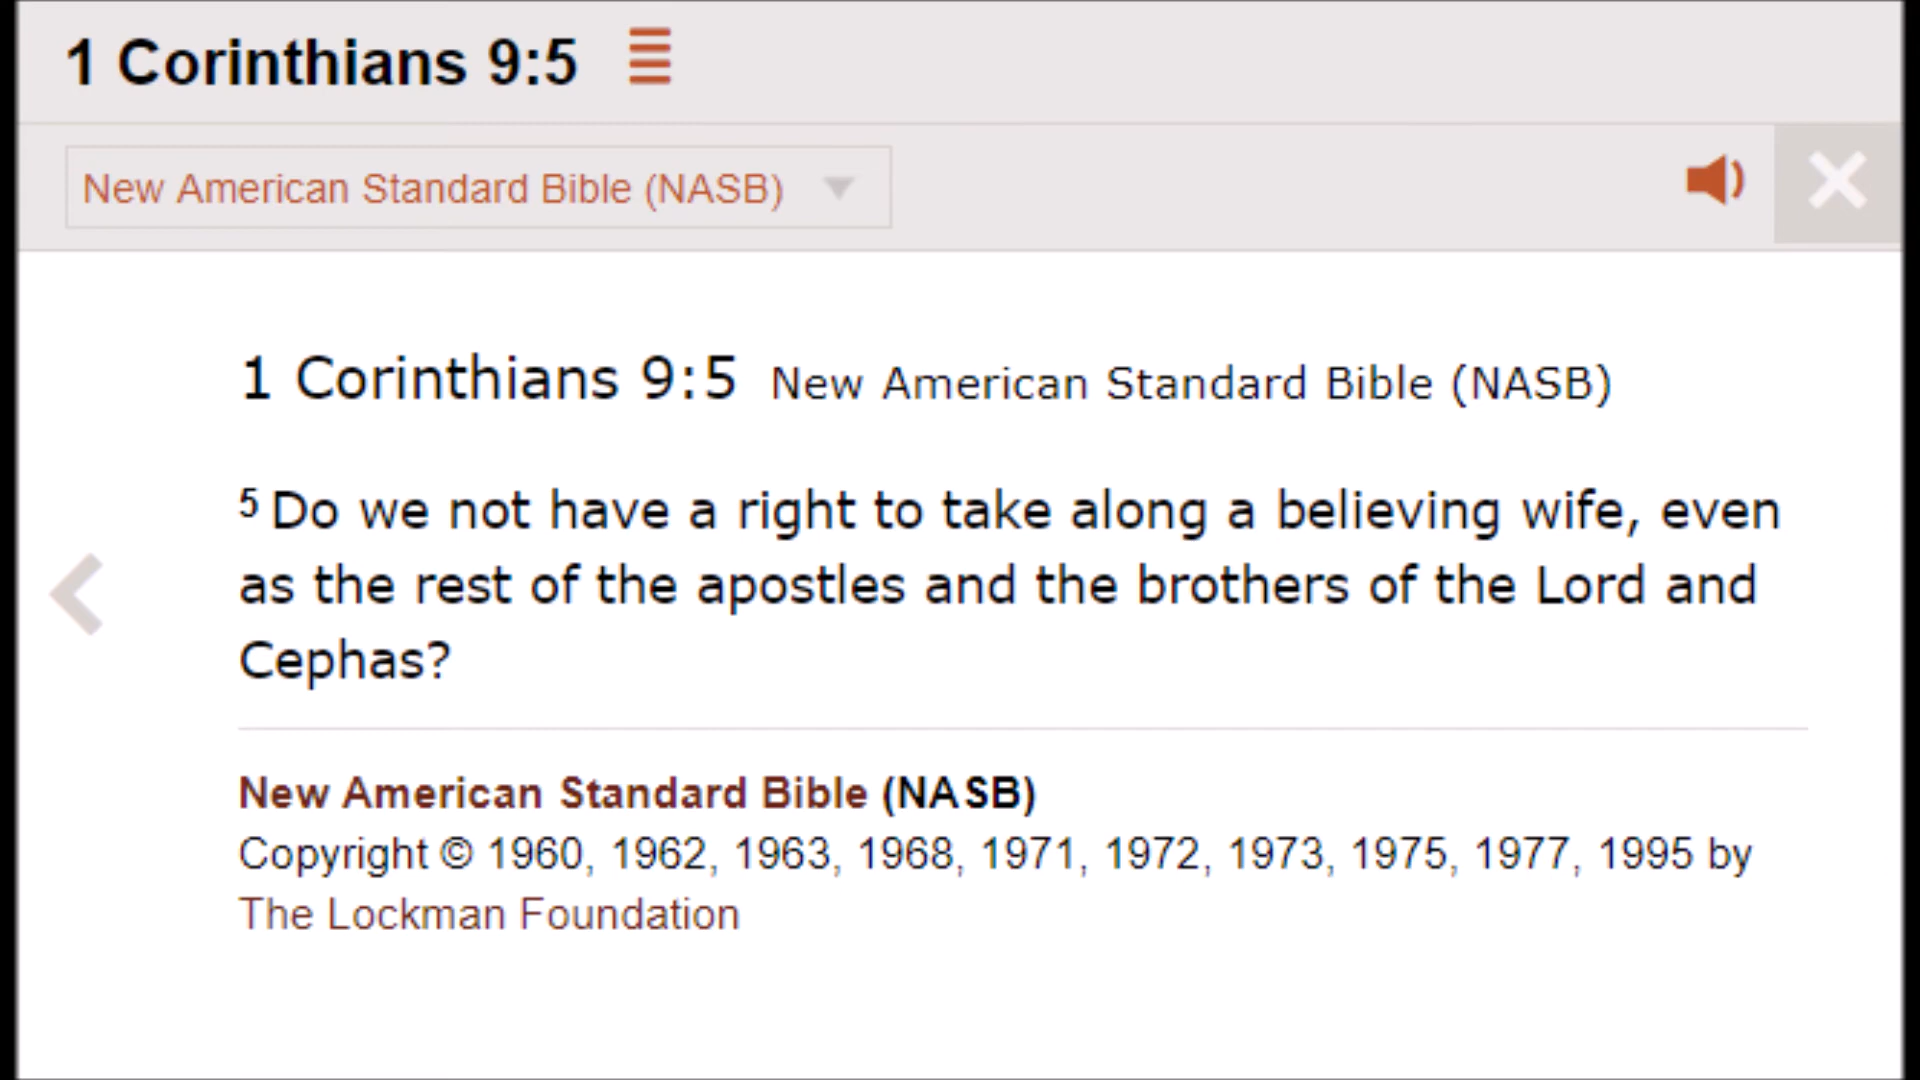 1 Corinthians 9:5
New American Standard Bible (NASB)
1 Corinthians 9:5 New American Standard Bible (NASB)
5 Do we not have a right to take along a believing wife, even
as the rest of the apostles and the brothers of the Lord and
Cephas?
New American Standard Bible (NASB)
Copyright © 1960, 1962, 1963, 1968, 1971, 1972, 1973, 1975, 1977, 1995 by
The Lockman Foundation